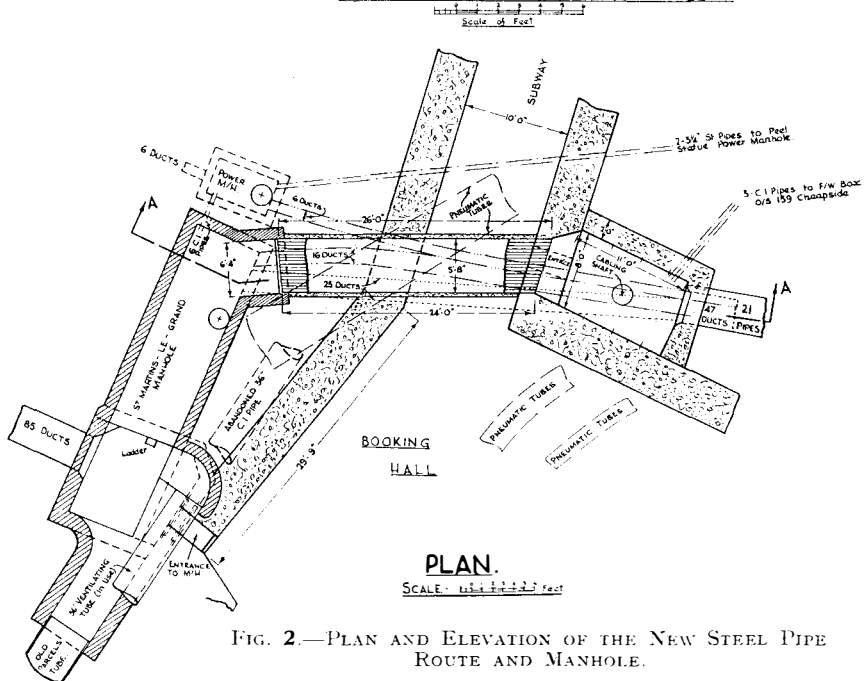 Scale of Feet
SUBWAY
10'·0"
2-3¼" St Pipes to Peel
Statue Power Manhole.
6 DUCTS
POWER
M/H
6 DUCTS
PNEUMATIC
TUBES
5-C I Pipes to F/W Box
O/S 159 Cheapside
A
26'·0"
16 DUCTS
5'-8"
25 DUCTS
24'·0"
11'·0"
CABLING
SHAFT
A
47
DUCTS
21
PIPES
ST MARTINS-LE-GRAND
MANHOLE
ABANDONED 36"
C.I PIPE
85 DUCTS
Ladder
29'·9"
PNEUMATIC TUBES
PNEUMATIC TUBES
BOOKING
HALL
ENTRANCE
TO M/H
36" VENTILATING
TUBE (IN USE)
OLD
PARCELS
TUBE
PLAN.
SCALE:- Feet
FIG. 2.—PLAN AND ELEVATION OF THE NEW STEEL PIPE
ROUTE AND MANHOLE.